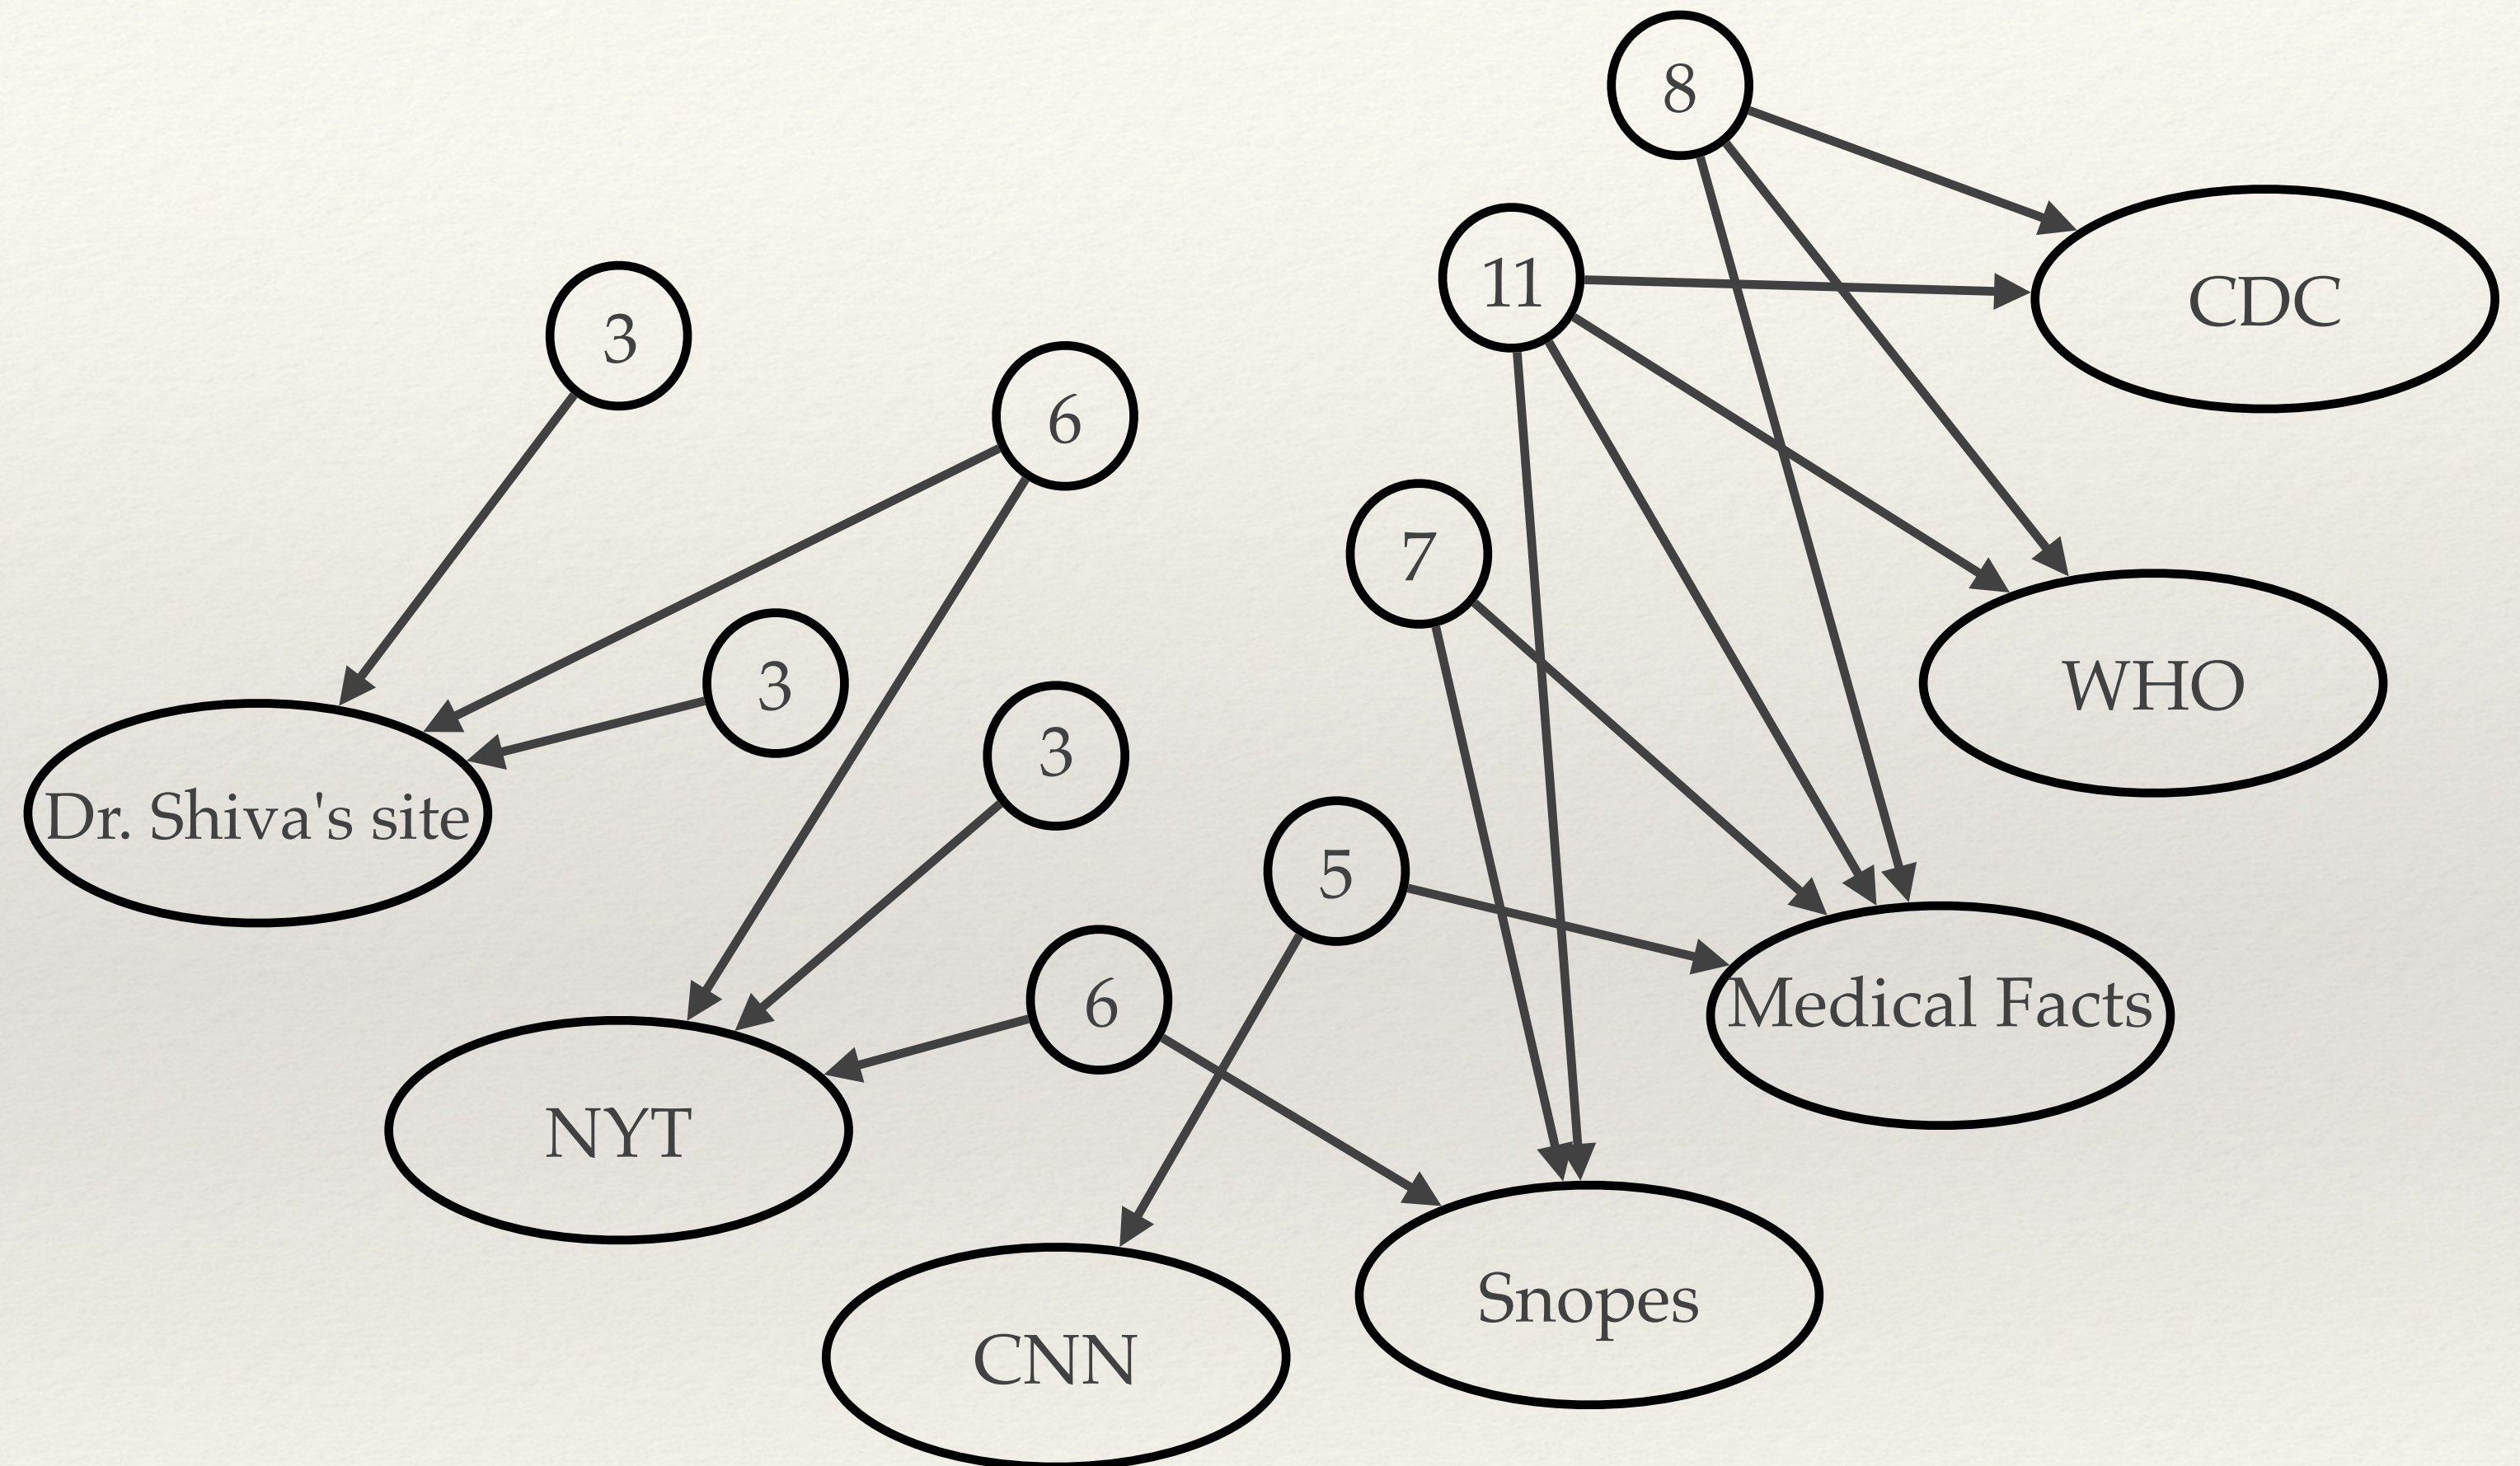 8
11
CDC
3
6
7
3
WHO
3
Dr. Shiva's site
5
6
Medical Facts
NYT
Snopes
CNN